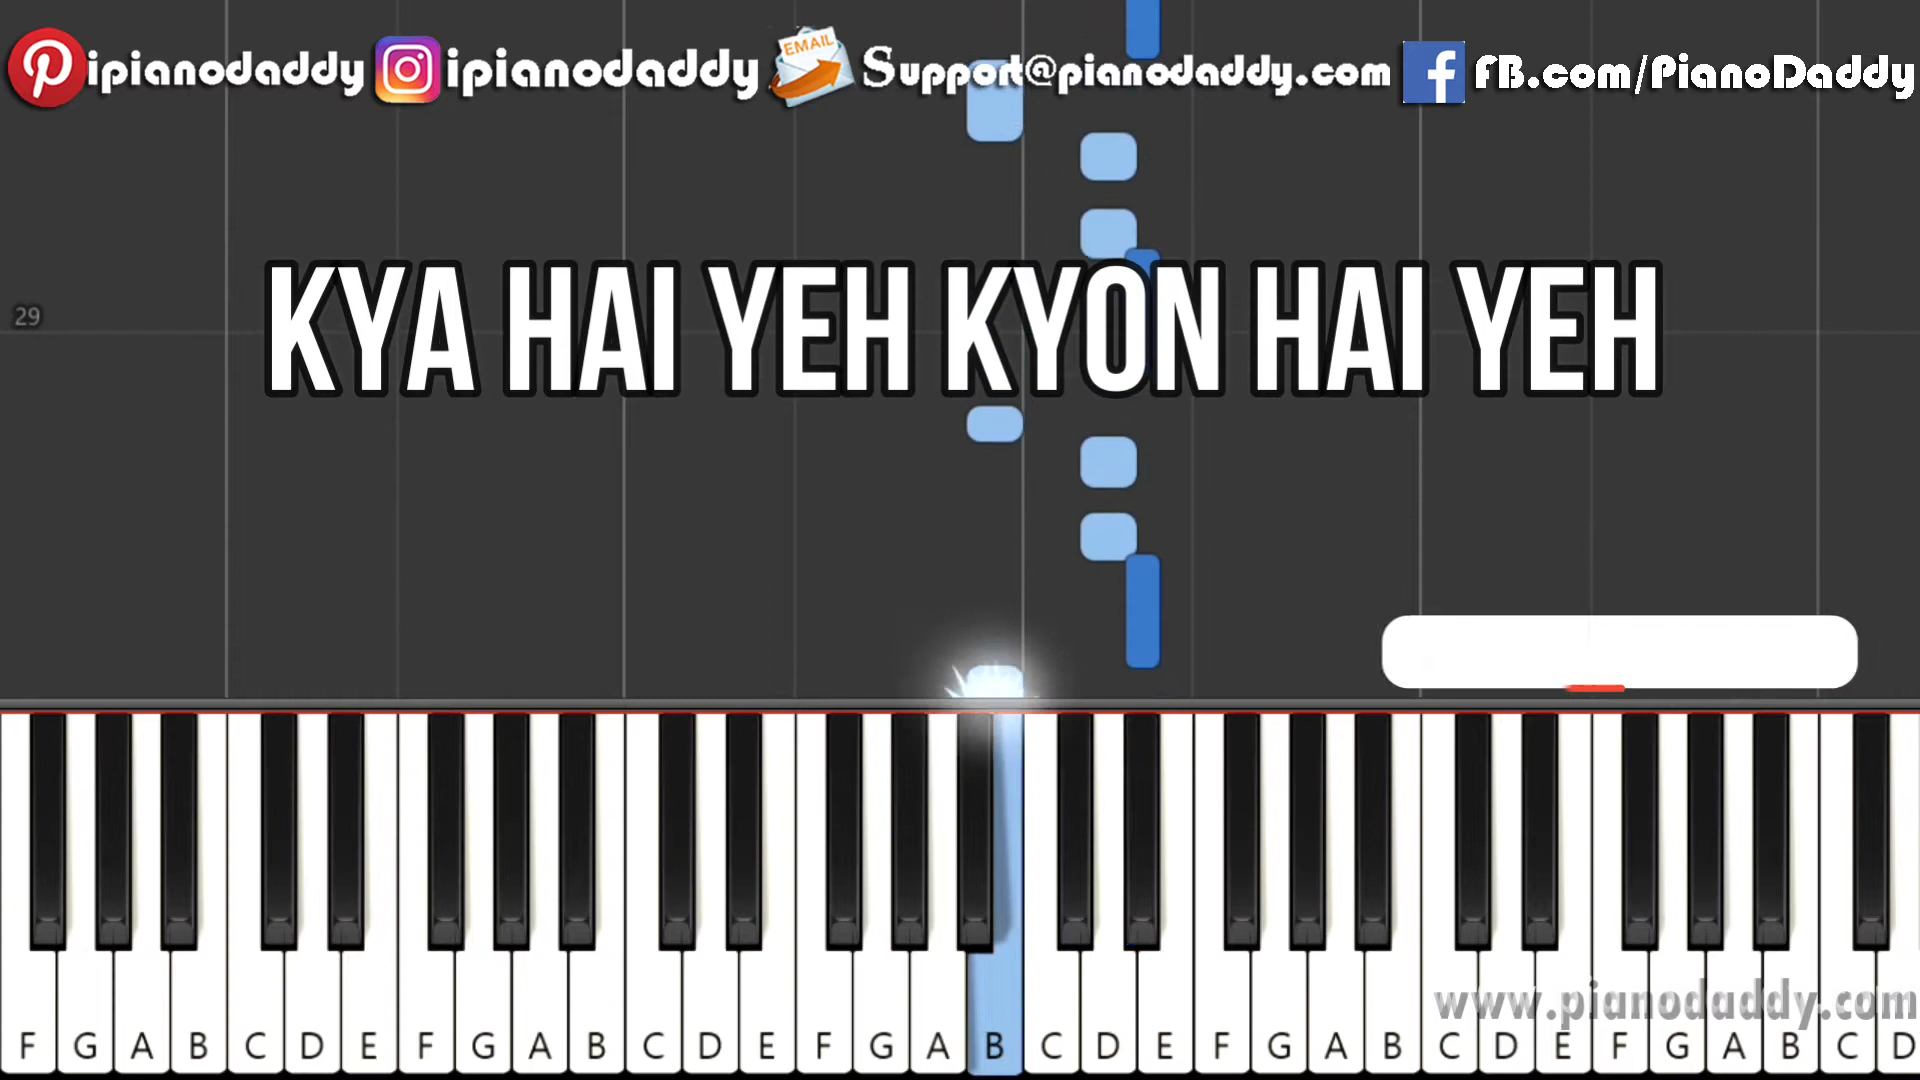 ipianodaddy ipianodaddy EMAIL Support@pianodaddy.com FB.com/PianoDaddy
29
KYA HAI YEH KYON HAI YEH
www.pianodaddy.com
F G A B C D E F G A B C D E F G A B C D E F G A B C D E F G A B C D